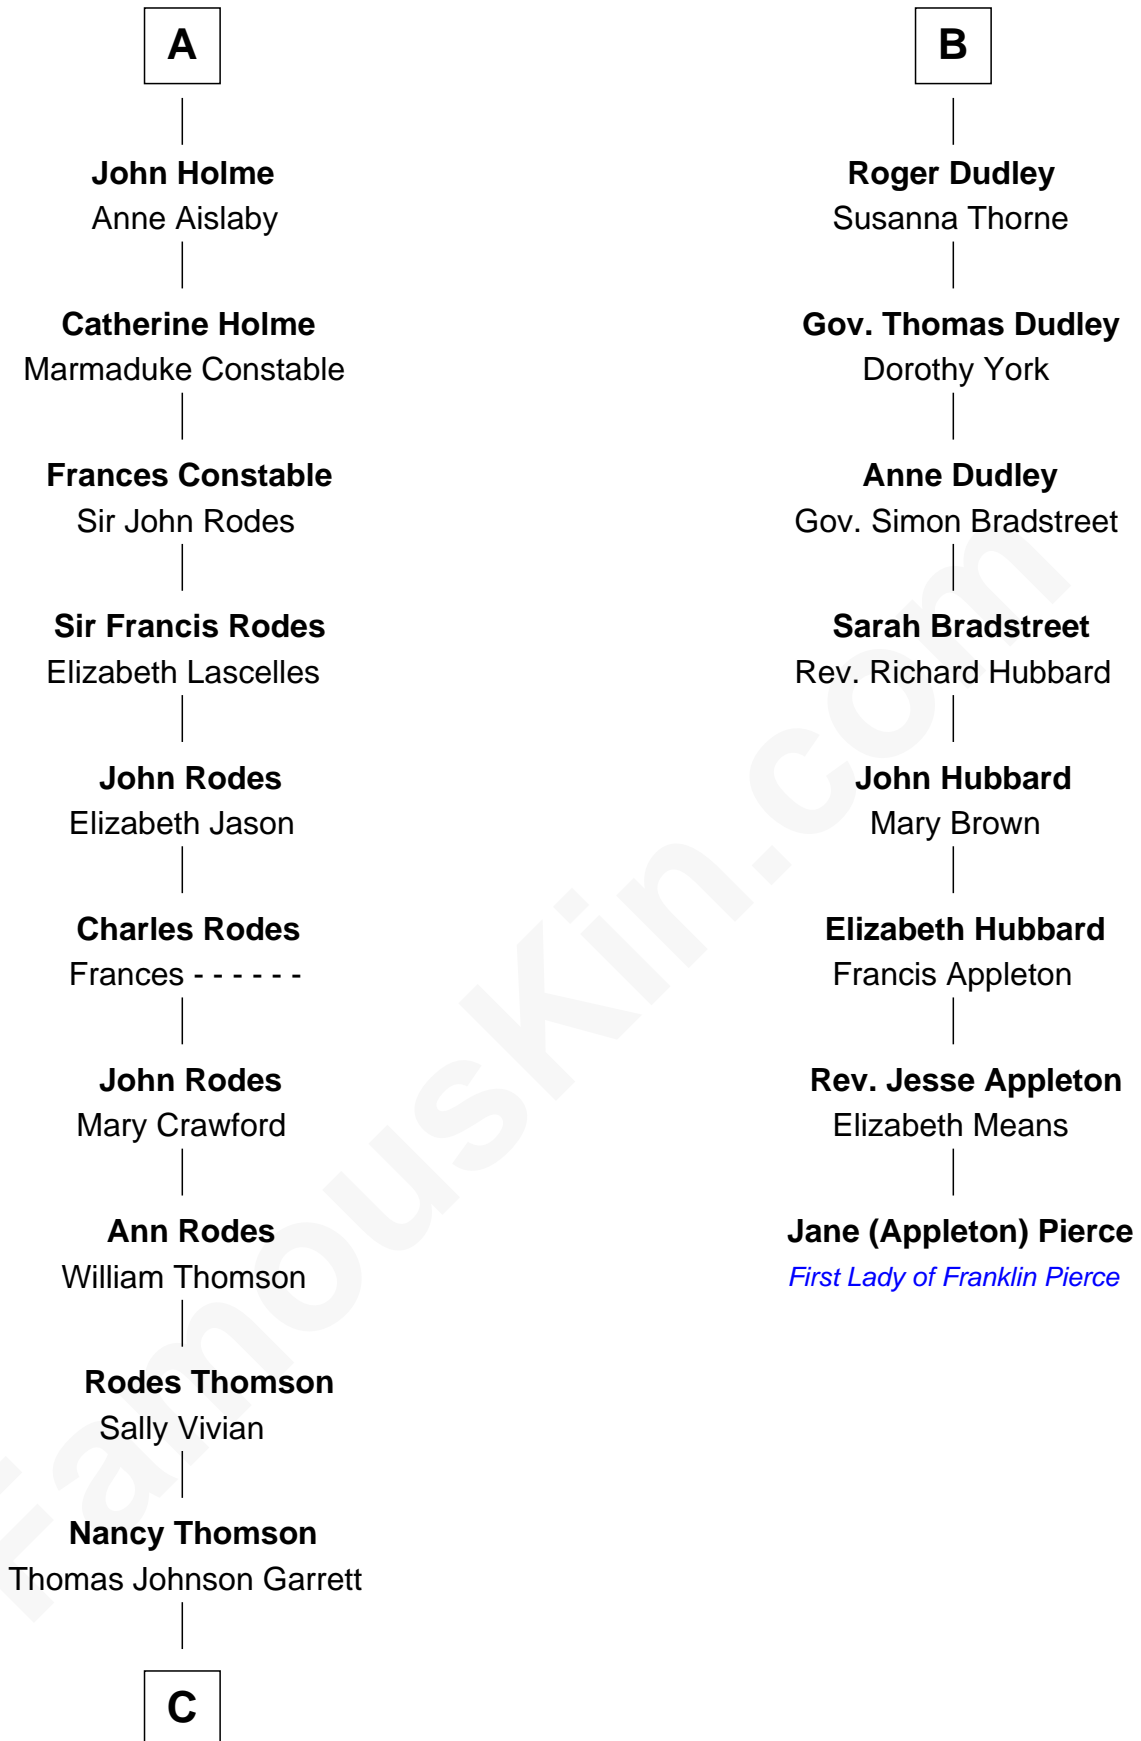 A
John Holme
Anne Aislaby
Catherine Holme
Marmaduke Constable
Frances Constable
Sir John Rodes
Sir Francis Rodes
Elizabeth Lascelles
John Rodes
Elizabeth Jason
Charles Rodes
Frances - - - - - -
John Rodes
Mary Crawford
Ann Rodes
William Thomson
Rodes Thomson
Sally Vivian
Nancy Thomson
Thomas Johnson Garrett
C
B
Roger Dudley
Susanna Thorne
Gov. Thomas Dudley
Dorothy York
Anne Dudley
Gov. Simon Bradstreet
Sarah Bradstreet
Rev. Richard Hubbard
John Hubbard
Mary Brown
Elizabeth Hubbard
Francis Appleton
Rev. Jesse Appleton
Elizabeth Means
Jane (Appleton) Pierce
First Lady of Franklin Pierce
FamousKin.com